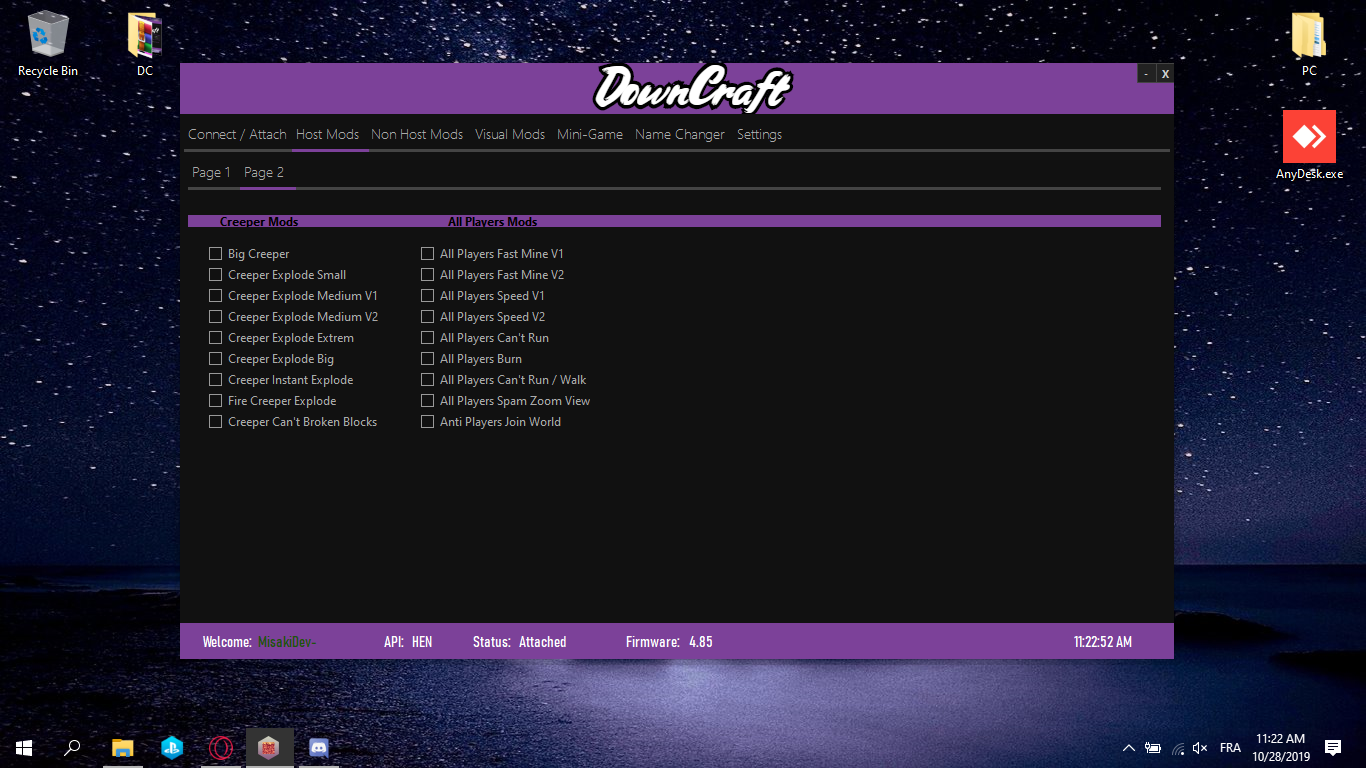 Recycle Bin
DC
PC
AnyDesk.exe
DownCraft
- X
Connect / Attach Host Mods Non Host Mods Visual Mods Mini-Game Name Changer Settings
Page 1 Page 2
Creeper Mods All Players Mods
Big Creeper All Players Fast Mine V1
Creeper Explode Small All Players Fast Mine V2
Creeper Explode Medium V1 All Players Speed V1
Creeper Explode Medium V2 All Players Speed V2
Creeper Explode Extrem All Players Can't Run
Creeper Explode Big All Players Burn
Creeper Instant Explode All Players Can't Run / Walk
Fire Creeper Explode All Players Spam Zoom View
Creeper Can't Broken Blocks Anti Players Join World
Welcome: MisakiDev- API: HEN Status: Attached Firmware: 4.85 11:22:52 AM
FRA
11:22 AM
10/28/2019